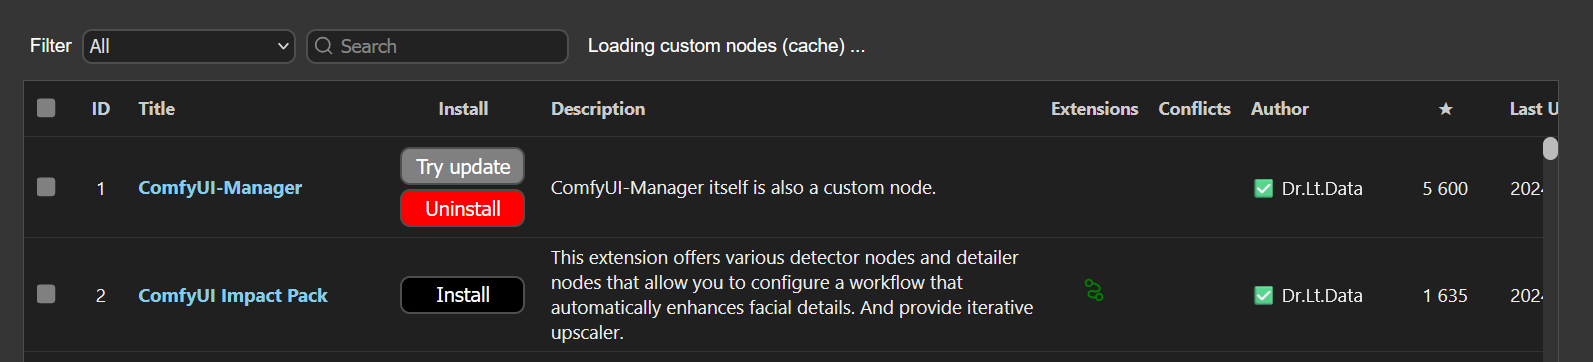 Filter All Search Loading custom nodes (cache) ...
ID Title Install Description Extensions Conflicts Author ★ Last U
Try update
1 ComfyUI-Manager ComfyUI-Manager itself is also a custom node. Dr.Lt.Data 5 600 2024
Uninstall
This extension offers various detector nodes and detailer
nodes that allow you to configure a workflow that
2 ComfyUI Impact Pack Install automatically enhances facial details. And provide iterative Dr.Lt.Data 1 635 2024
upscaler.